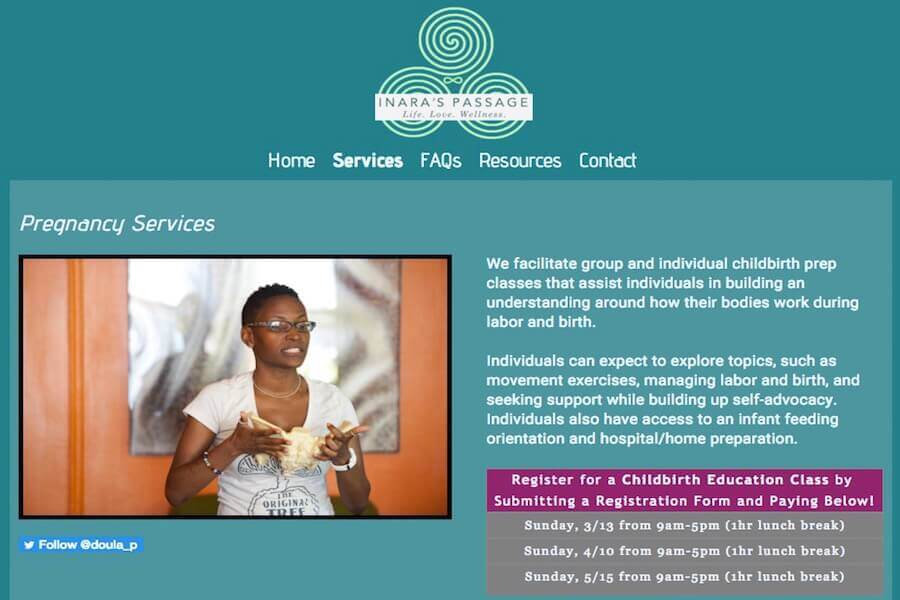 INARA'S PASSAGE
Life. Love. Wellness.
Home Services FAQs Resources Contact
Pregnancy Services
THE
ORIGINAL
TREE
Follow @doula_p
We facilitate group and individual childbirth prep
classes that assist individuals in building an
understanding around how their bodies work during
labor and birth.
Individuals can expect to explore topics, such as
movement exercises, managing labor and birth, and
seeking support while building up self-advocacy.
Individuals also have access to an infant feeding
orientation and hospital/home preparation.
Register for a Childbirth Education Class by
Submitting a Registration Form and Paying Below!
Sunday, 3/13 from 9am-5pm (1hr lunch break)
Sunday, 4/10 from 9am-5pm (1hr lunch break)
Sunday, 5/15 from 9am-5pm (1hr lunch break)